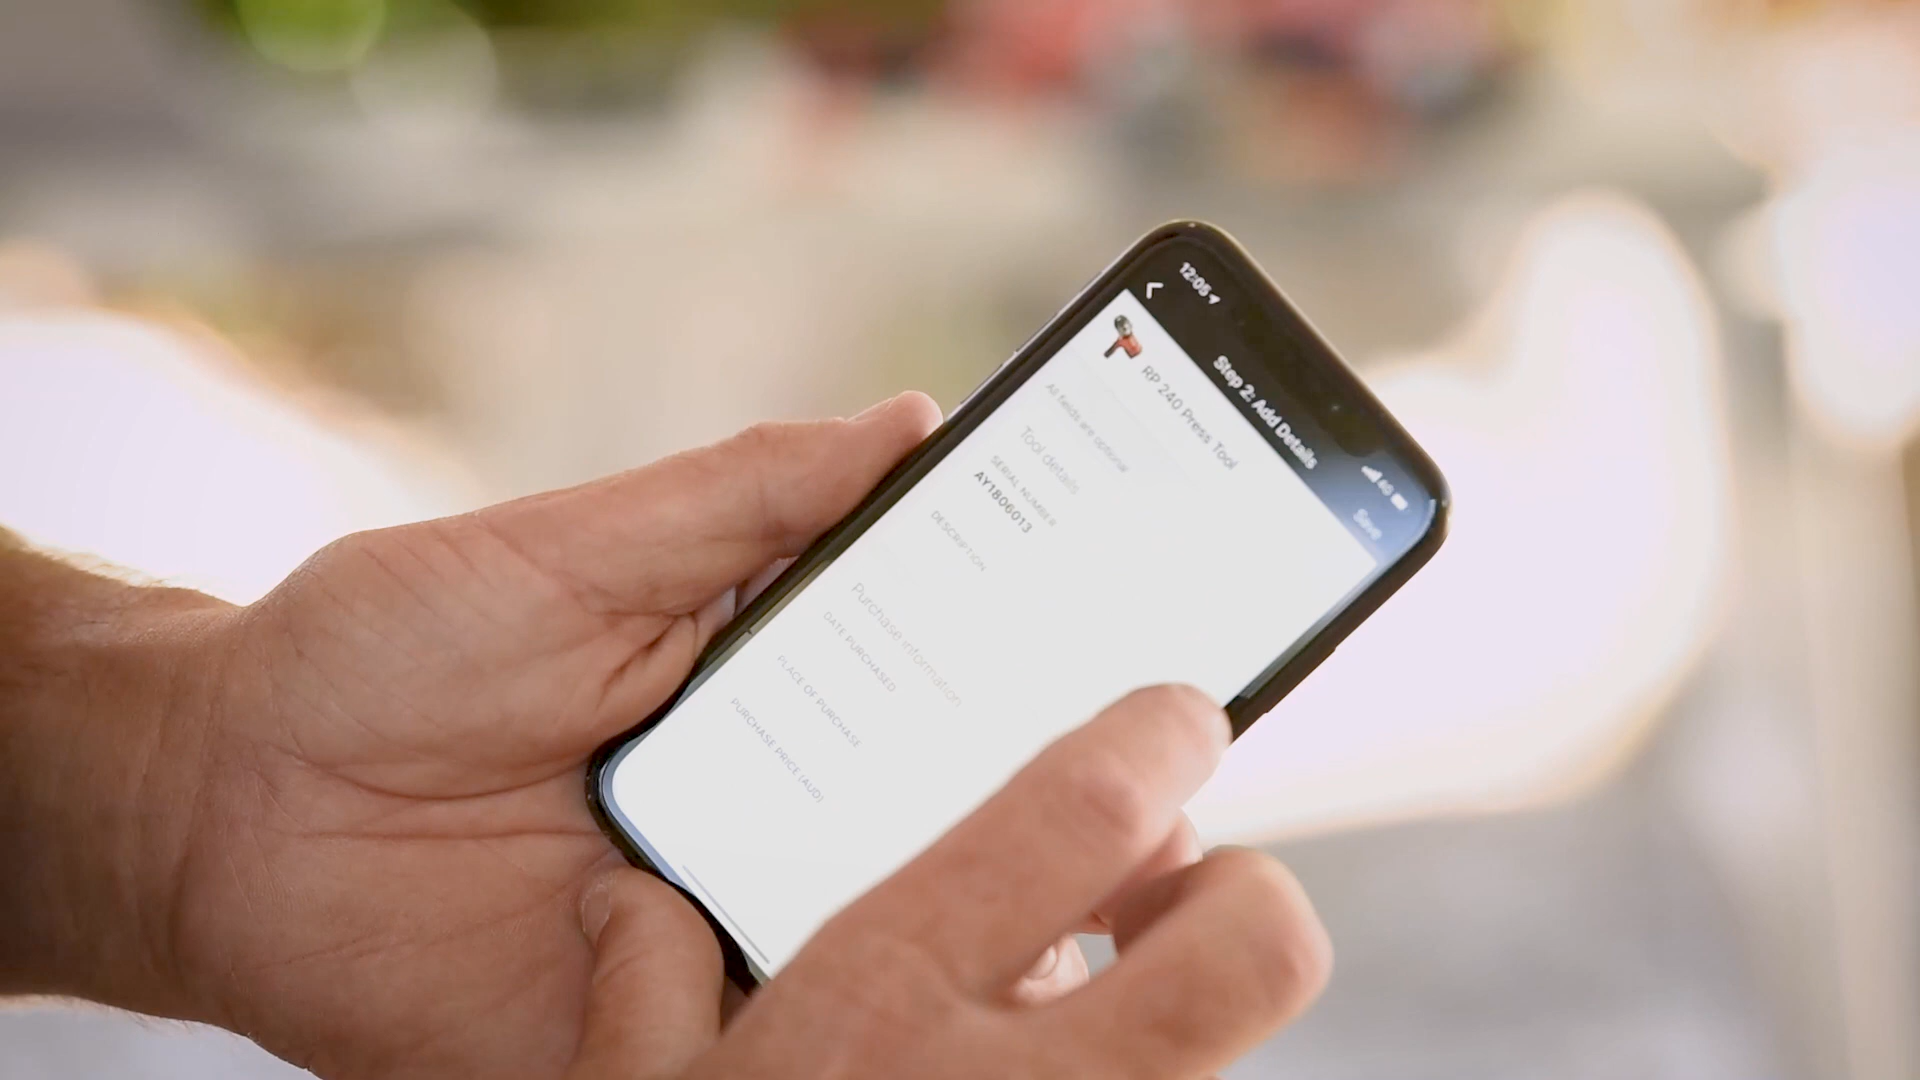 12:05
4G
Step 2: Add Details
Save
RP 240 Press Tool
All fields are optional
Tool details
SERIAL NUMBER
AY1806013
DESCRIPTION
Purchase information
DATE PURCHASED
PLACE OF PURCHASE
PURCHASE PRICE (AUD)